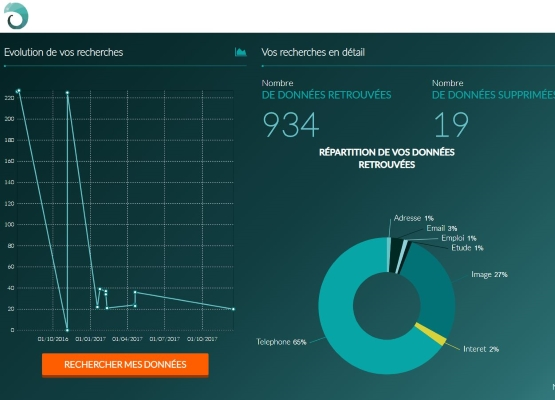 Evolution de vos recherches
Vos recherches en détail
Nombre
DE DONNÉES RETROUVÉES
934
Nombre
DE DONNÉES SUPPRIMÉES
19
RÉPARTITION DE VOS DONNÉES
RETROUVÉES
220
200
180
160
140
120
100
80
60
40
20
0
01/10/2016 01/01/2017 01/04/2017 01/07/2017 01/10/2017
RECHERCHER MES DONNÉES
Adresse 1%
Email 3%
Emploi 1%
Etude 1%
Image 27%
Interet 2%
Telephone 65%